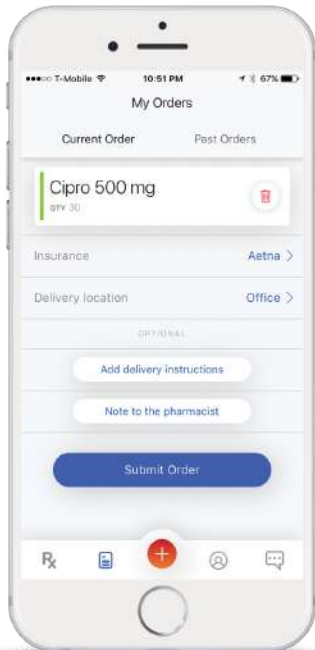 T-Mobile 10:51 PM 67%
My Orders
Current Order Past Orders
Cipro 500 mg
QTY 30
Insurance Aetna >
Delivery location Office >
OPTIONAL
Add delivery instructions
Note to the pharmacist
Submit Order
Rx